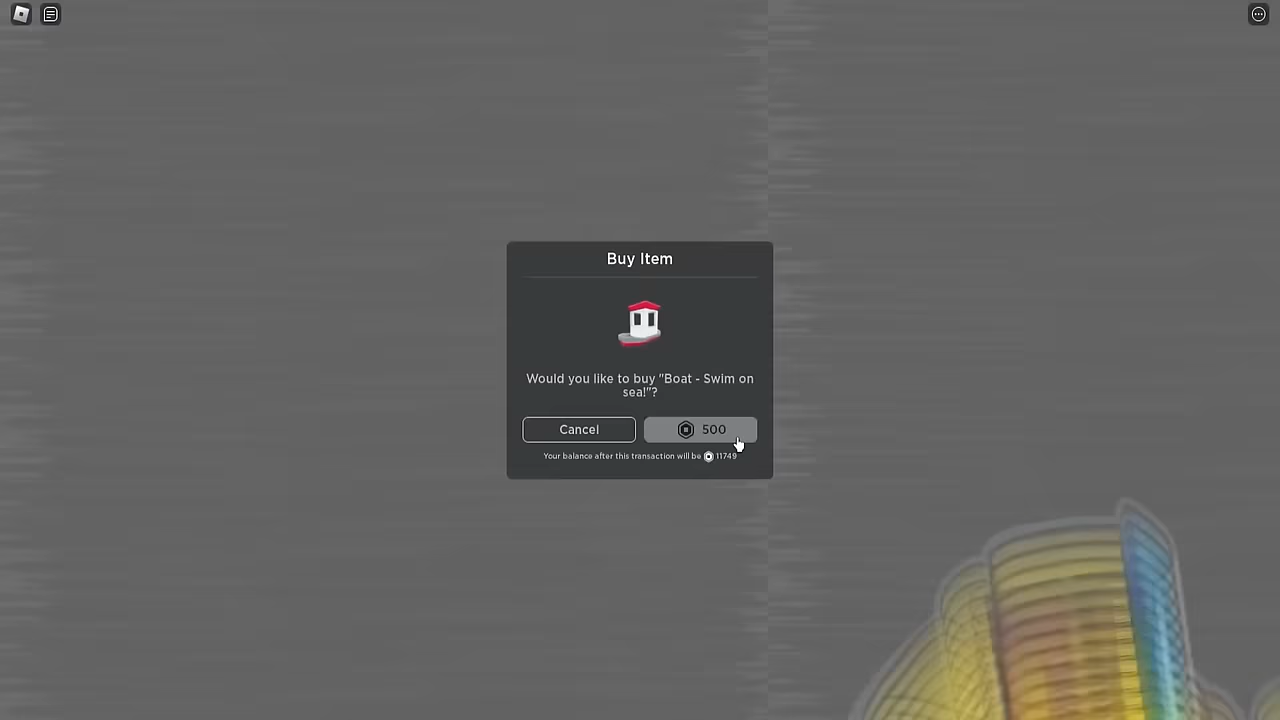 Buy Item
Would you like to buy "Boat - Swim on
sea!"?
Cancel
500
Your balance after this transaction will be 11749